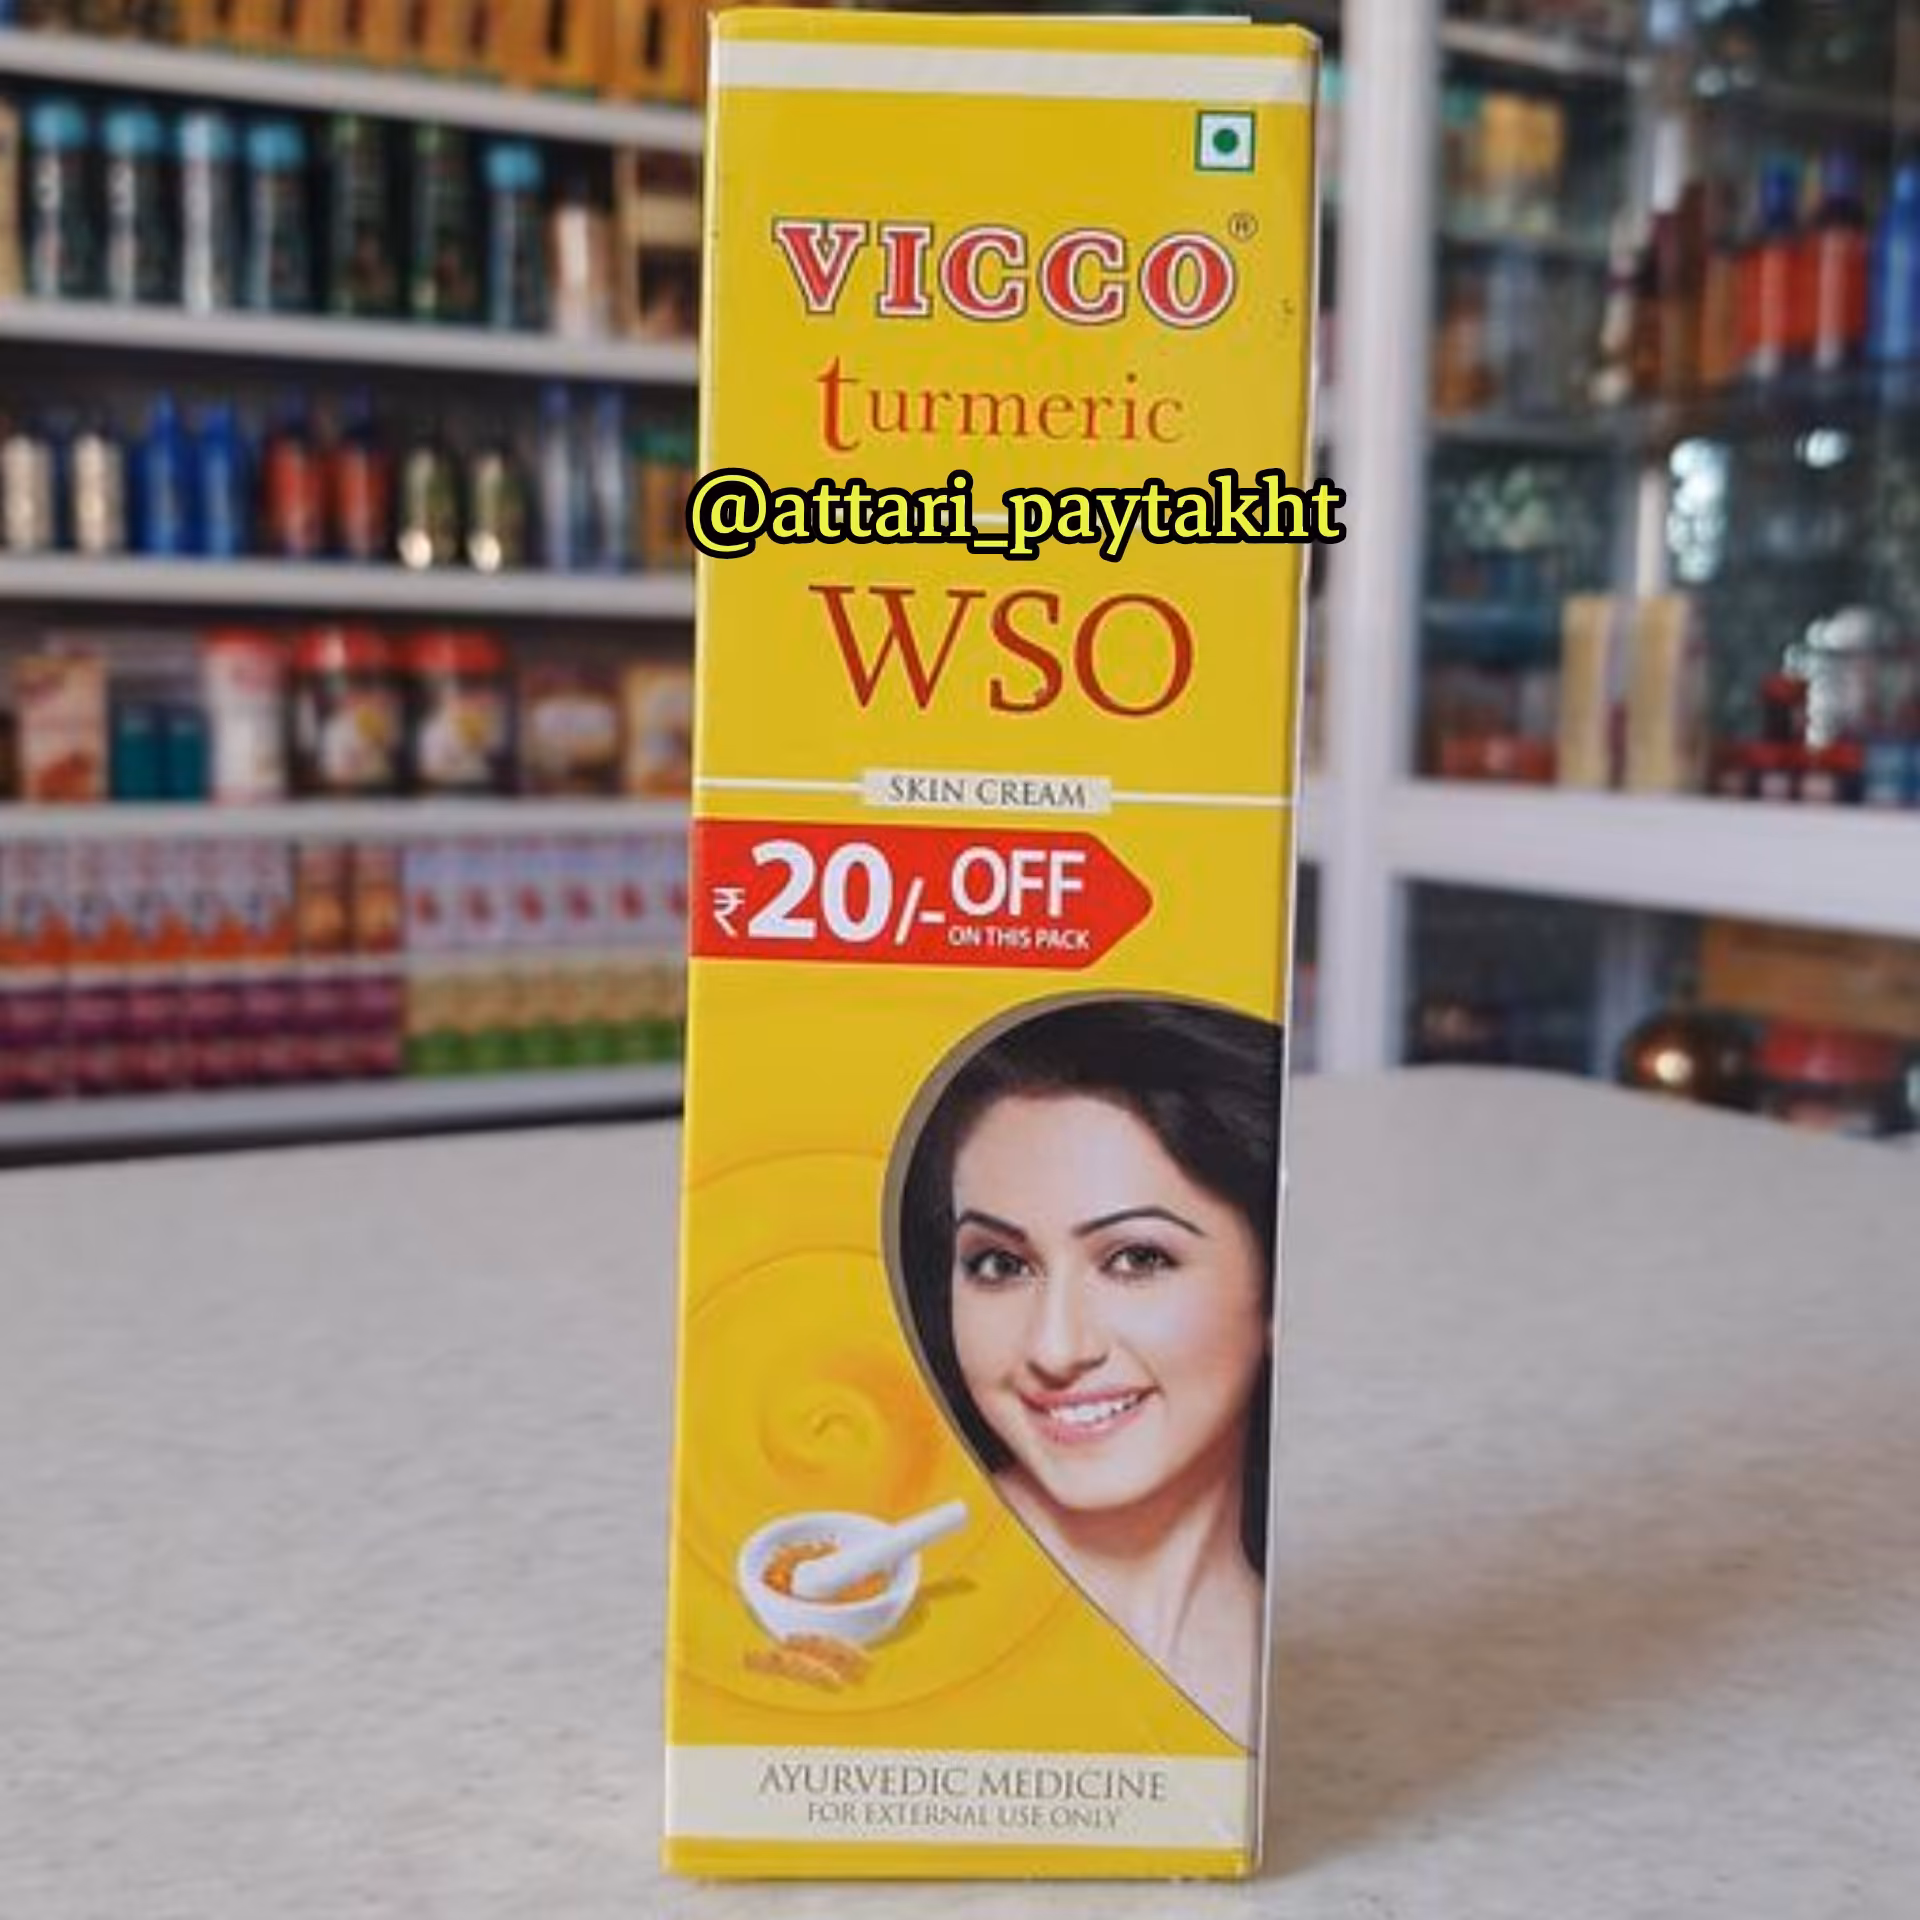 VICCO®
turmeric
@attari_paytakht
WSO
SKIN CREAM
₹20/- OFF
ON THIS PACK
AYURVEDIC MEDICINE
FOR EXTERNAL USE ONLY